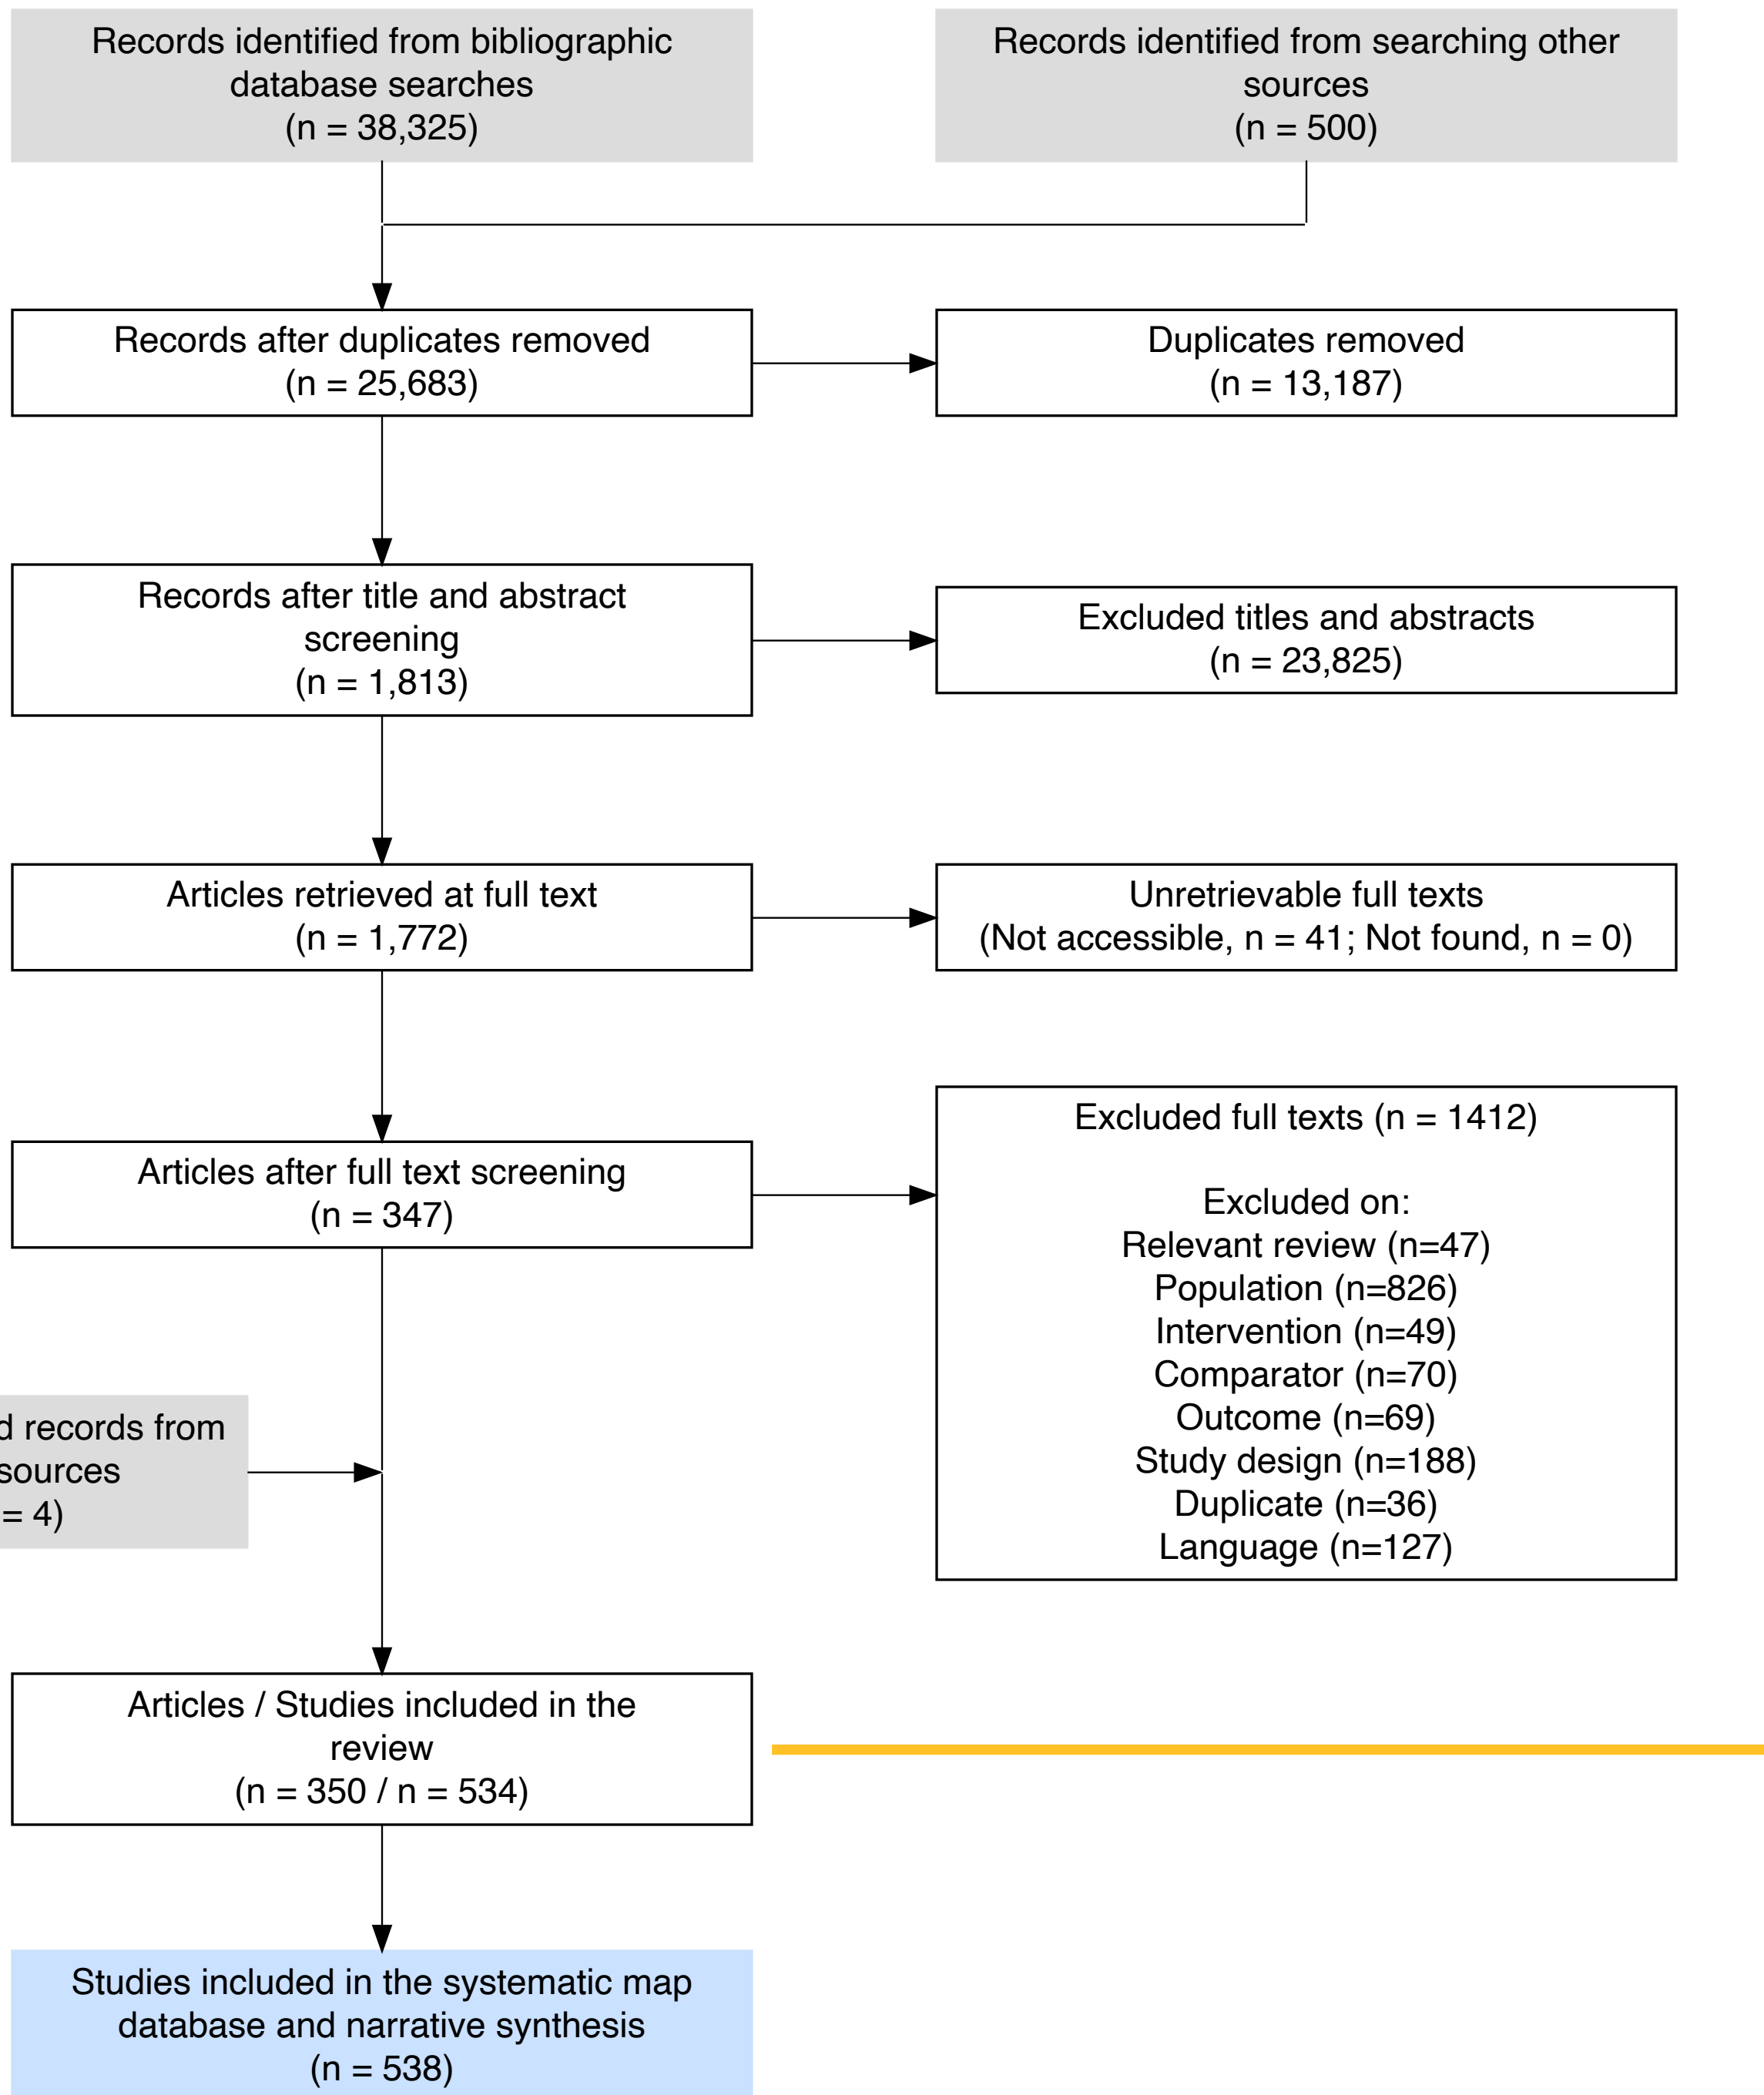 Records identified from bibliographic
database searches
(n = 38,325)
Records identified from searching other
sources
(n = 500)
Records after duplicates removed
(n = 25,683)
Duplicates removed
(n = 13,187)
Records after title and abstract
screening
(n = 1,813)
Excluded titles and abstracts
(n = 23,825)
Articles retrieved at full text
(n = 1,772)
Unretrievable full texts
(Not accessible, n = 41; Not found, n = 0)
Articles after full text screening
(n = 347)
Excluded full texts (n = 1412)
Excluded on:
Relevant review (n=47)
Population (n=826)
Intervention (n=49)
Comparator (n=70)
Outcome (n=69)
Study design (n=188)
Duplicate (n=36)
Language (n=127)
d records from
sources
= 4)
Articles / Studies included in the
review
(n = 350 / n = 534)
Studies included in the systematic map
database and narrative synthesis
(n = 538)